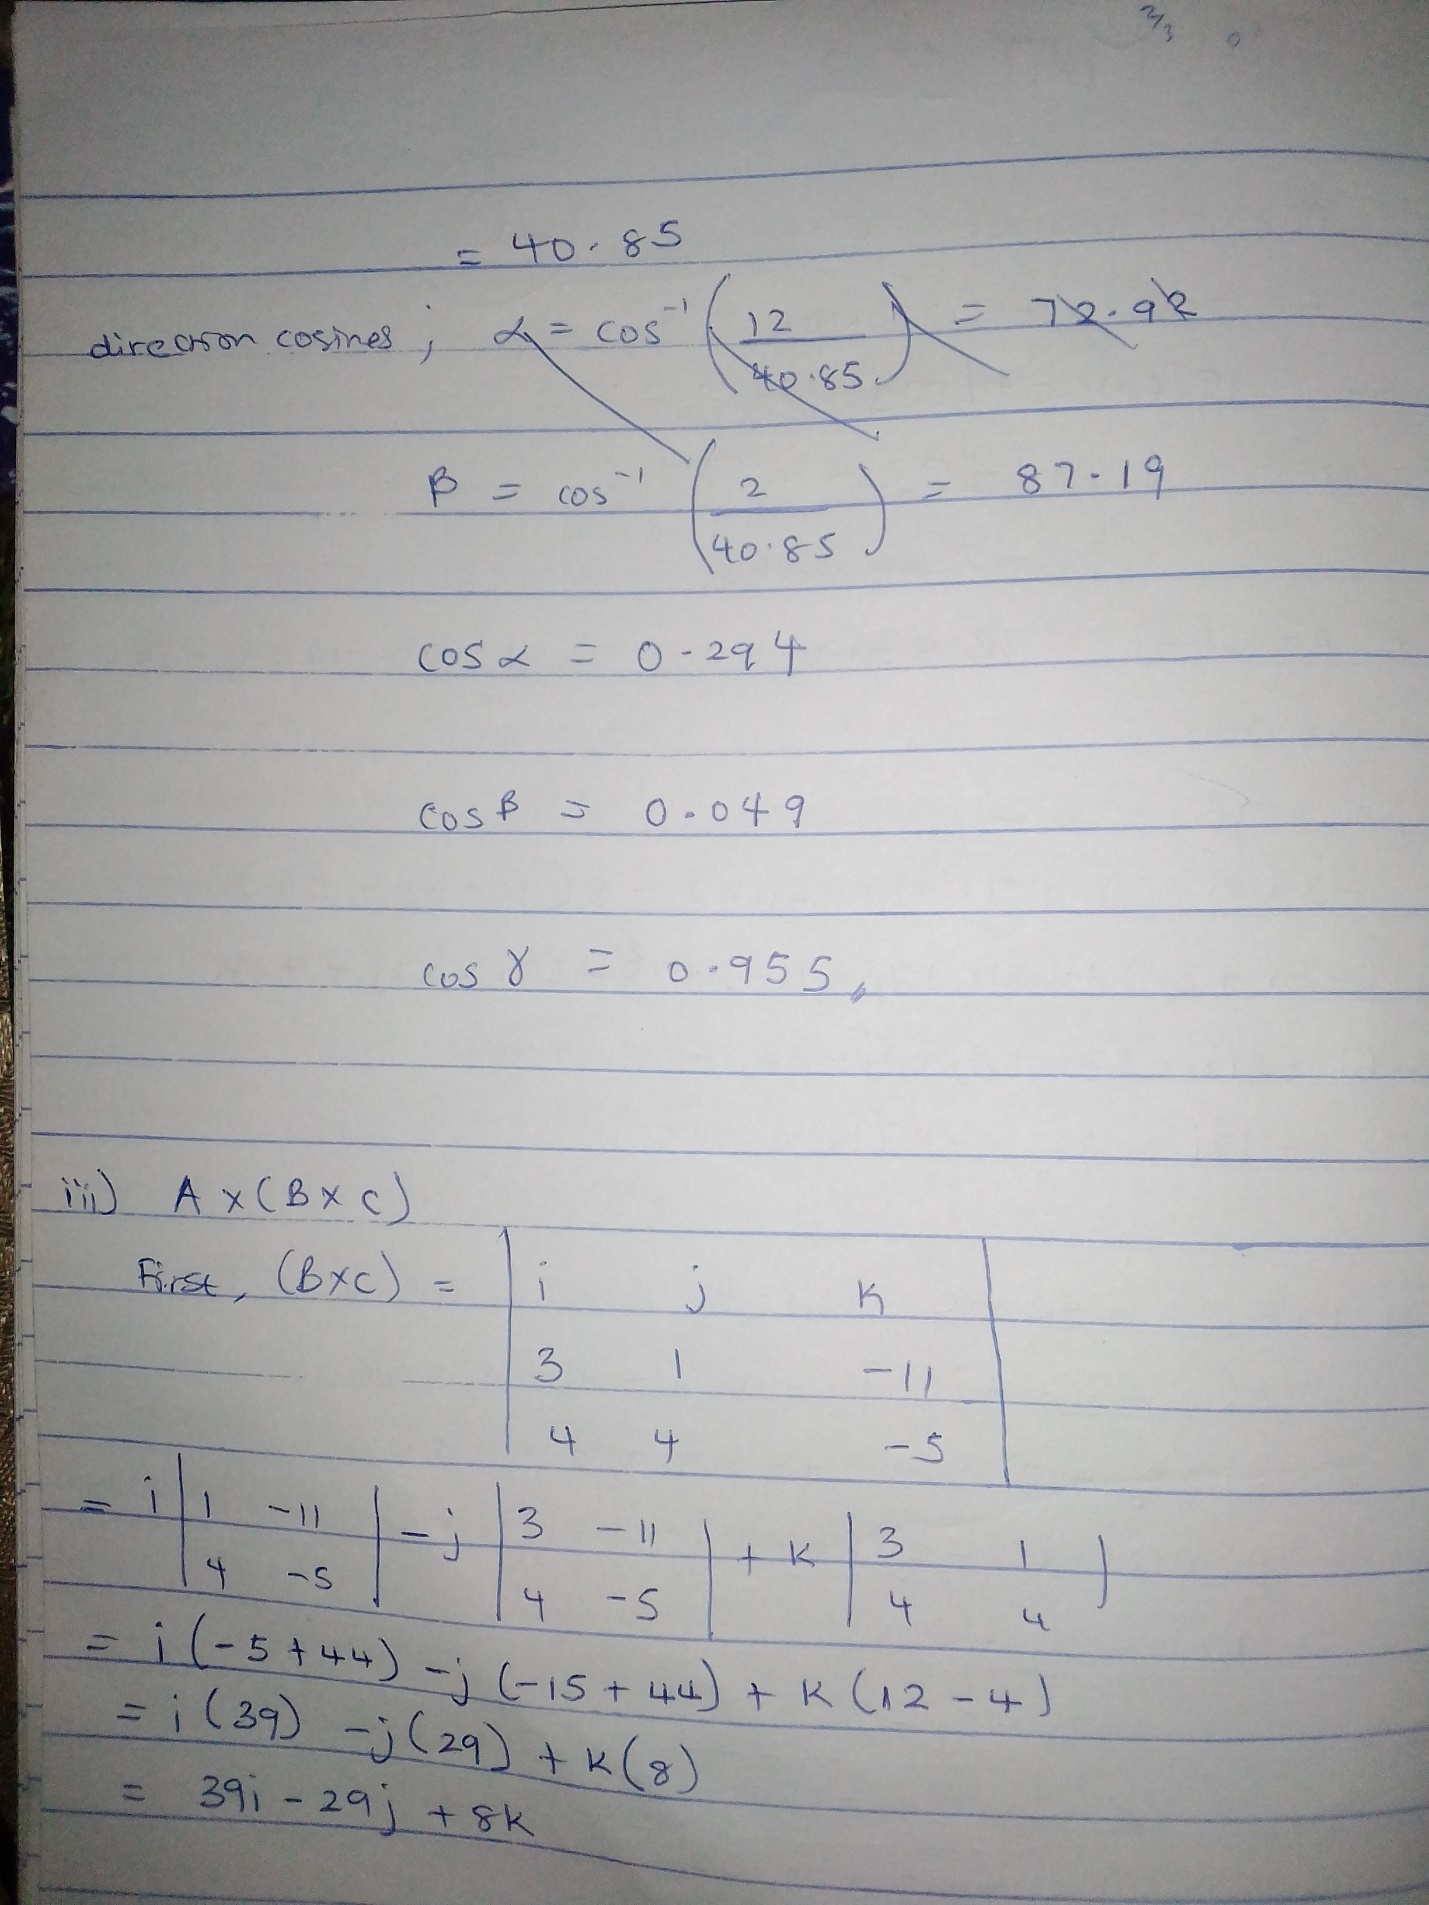 2/3 0
= 40.85
direction cosines; α = cos⁻¹ (12/40.85) = 72.92
β = cos⁻¹ (2/40.85) = 87.19
cos α = 0.294
cos β = 0.049
cos γ = 0.955
iii) A x (B x C)
First, (B x C) = | i j k |
| 3 1 -11 |
| 4 4 -5 |
= i | 1 -11 | - j | 3 -11 | + k | 3 1 |
| 4 -5 | | 4 -5 | | 4 4 |
= i (-5 + 44) - j (-15 + 44) + k (12 - 4)
= i (39) - j (29) + k (8)
= 39i - 29j + 8k